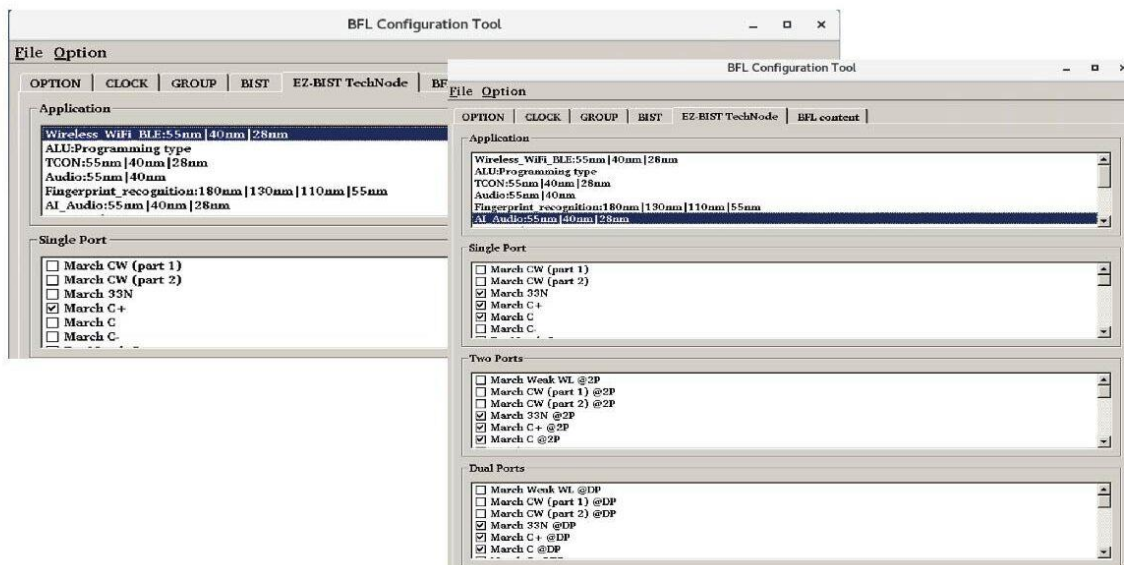 BFL Configuration Tool
File Option
OPTION CLOCK GROUP BIST EZ-BIST TechNode BF
Application
Wireless_WiFi_BLE:55nm|40nm|28nm
ALU:Programming type
TCON:55nm|40nm|28nm
Audio:55nm|40nm
Fingerprint_recognition:180nm|130nm|110nm|55nm
AI_Audio:55nm|40nm|28nm
Single Port
March CW (part 1)
March CW (part 2)
March 33N
March C+
March C
March C-
BFL Configuration Tool
File Option
OPTION CLOCK GROUP BIST EZ-BIST TechNode BFL content
Application
Wireless_WiFi_BLE:55nm|40nm|28nm
ALU:Programming type
TCON:55nm|40nm|28nm
Audio:55nm|40nm
Fingerprint_recognition:180nm|130nm|110nm|55nm
AI_Audio:55nm|40nm|28nm
Single Port
March CW (part 1)
March CW (part 2)
March 33N
March C+
March C
March C-
Two Ports
March Weak WL @2P
March CW (part 1) @2P
March CW (part 2) @2P
March 33N @2P
March C+ @2P
March C @2P
Dual Ports
March Weak WL @DP
March CW (part 1) @DP
March CW (part 2) @DP
March 33N @DP
March C+ @DP
March C @DP